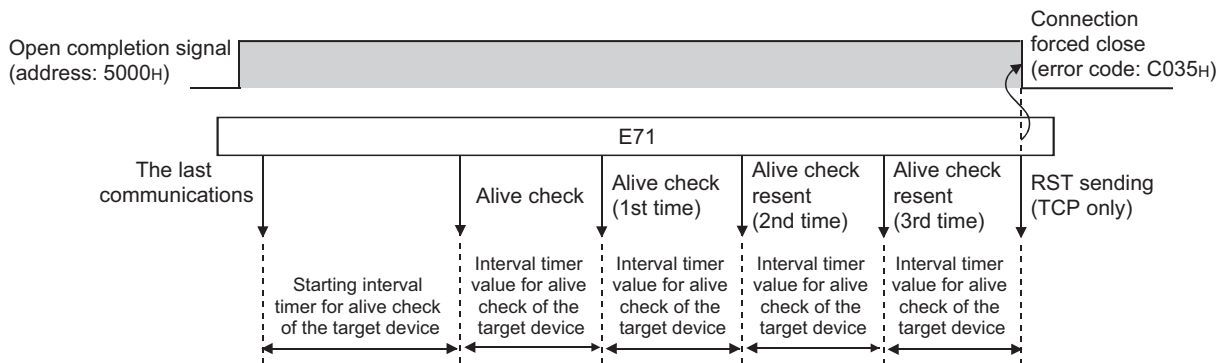 Open completion signal
(address: 5000H)
Connection
forced close
(error code: C035H)
E71
The last
communications
Alive check
Alive check
(1st time)
Alive check
resent
(2nd time)
Alive check
resent
(3rd time)
RST sending
(TCP only)
Starting interval
timer for alive check
of the target device
Interval timer
value for alive
check of the
target device
Interval timer
value for alive
check of the
target device
Interval timer
value for alive
check of the
target device
Interval timer
value for alive
check of the
target device